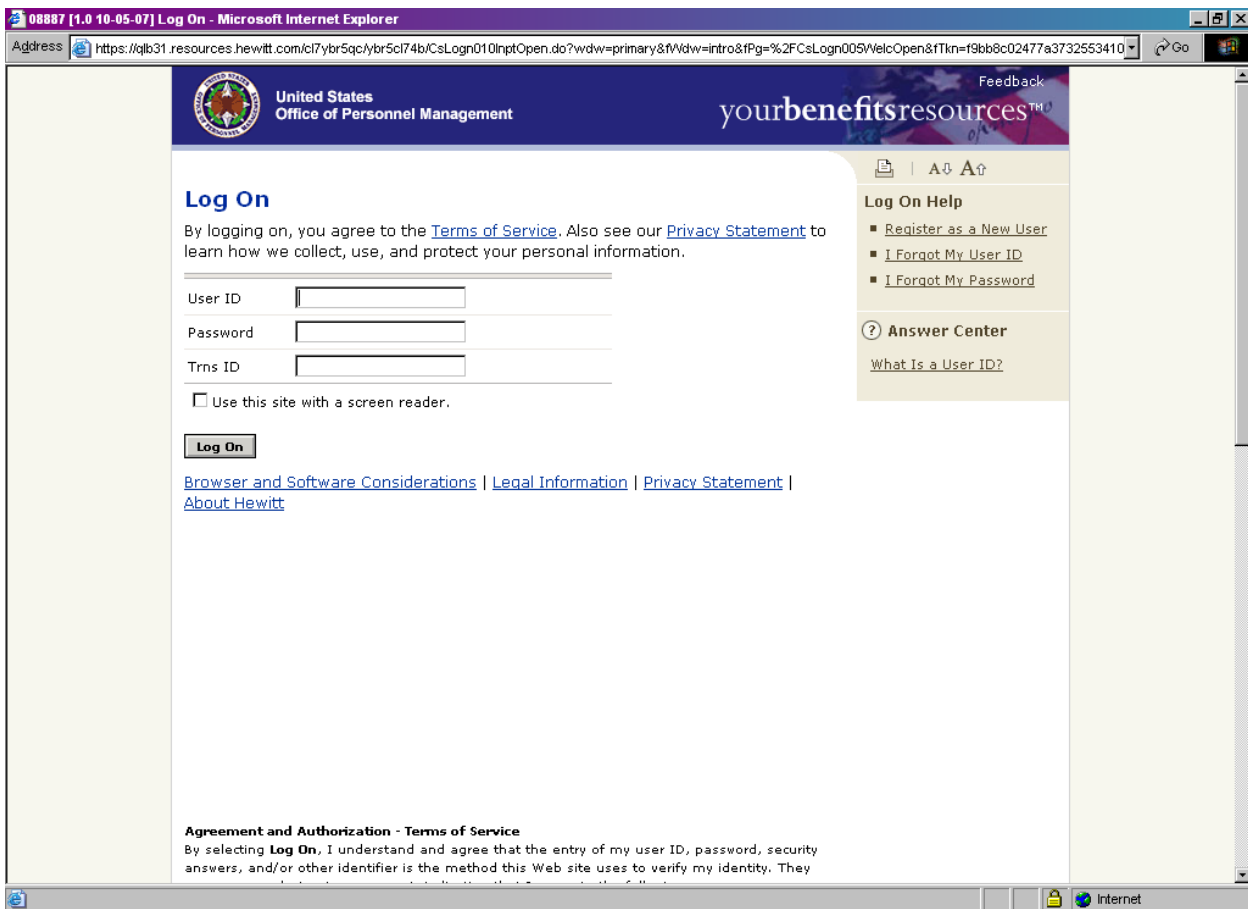 08887 [1.0 10-05-07] Log On - Microsoft Internet Explorer
Address https://qlb31.resources.hewitt.com/cl7ybr5qc/ybr5cl74b/CsLogn010InptOpen.do?wdw=primary&fWdw=intro&fPg=%2FCsLogn005WelcOpen&fTkn=f9bb8c02477a3732553410 Go
Feedback
United States
Office of Personnel Management
yourbenefitsresources™
A A
Log On
By logging on, you agree to the Terms of Service. Also see our Privacy Statement to
learn how we collect, use, and protect your personal information.
User ID
Password
Trns ID
Use this site with a screen reader.
Log On
Browser and Software Considerations | Legal Information | Privacy Statement |
About Hewitt
Log On Help
Register as a New User
I Forgot My User ID
I Forgot My Password
? Answer Center
What Is a User ID?
Agreement and Authorization - Terms of Service
By selecting Log On, I understand and agree that the entry of my user ID, password, security
answers, and/or other identifier is the method this Web site uses to verify my identity. They
Internet